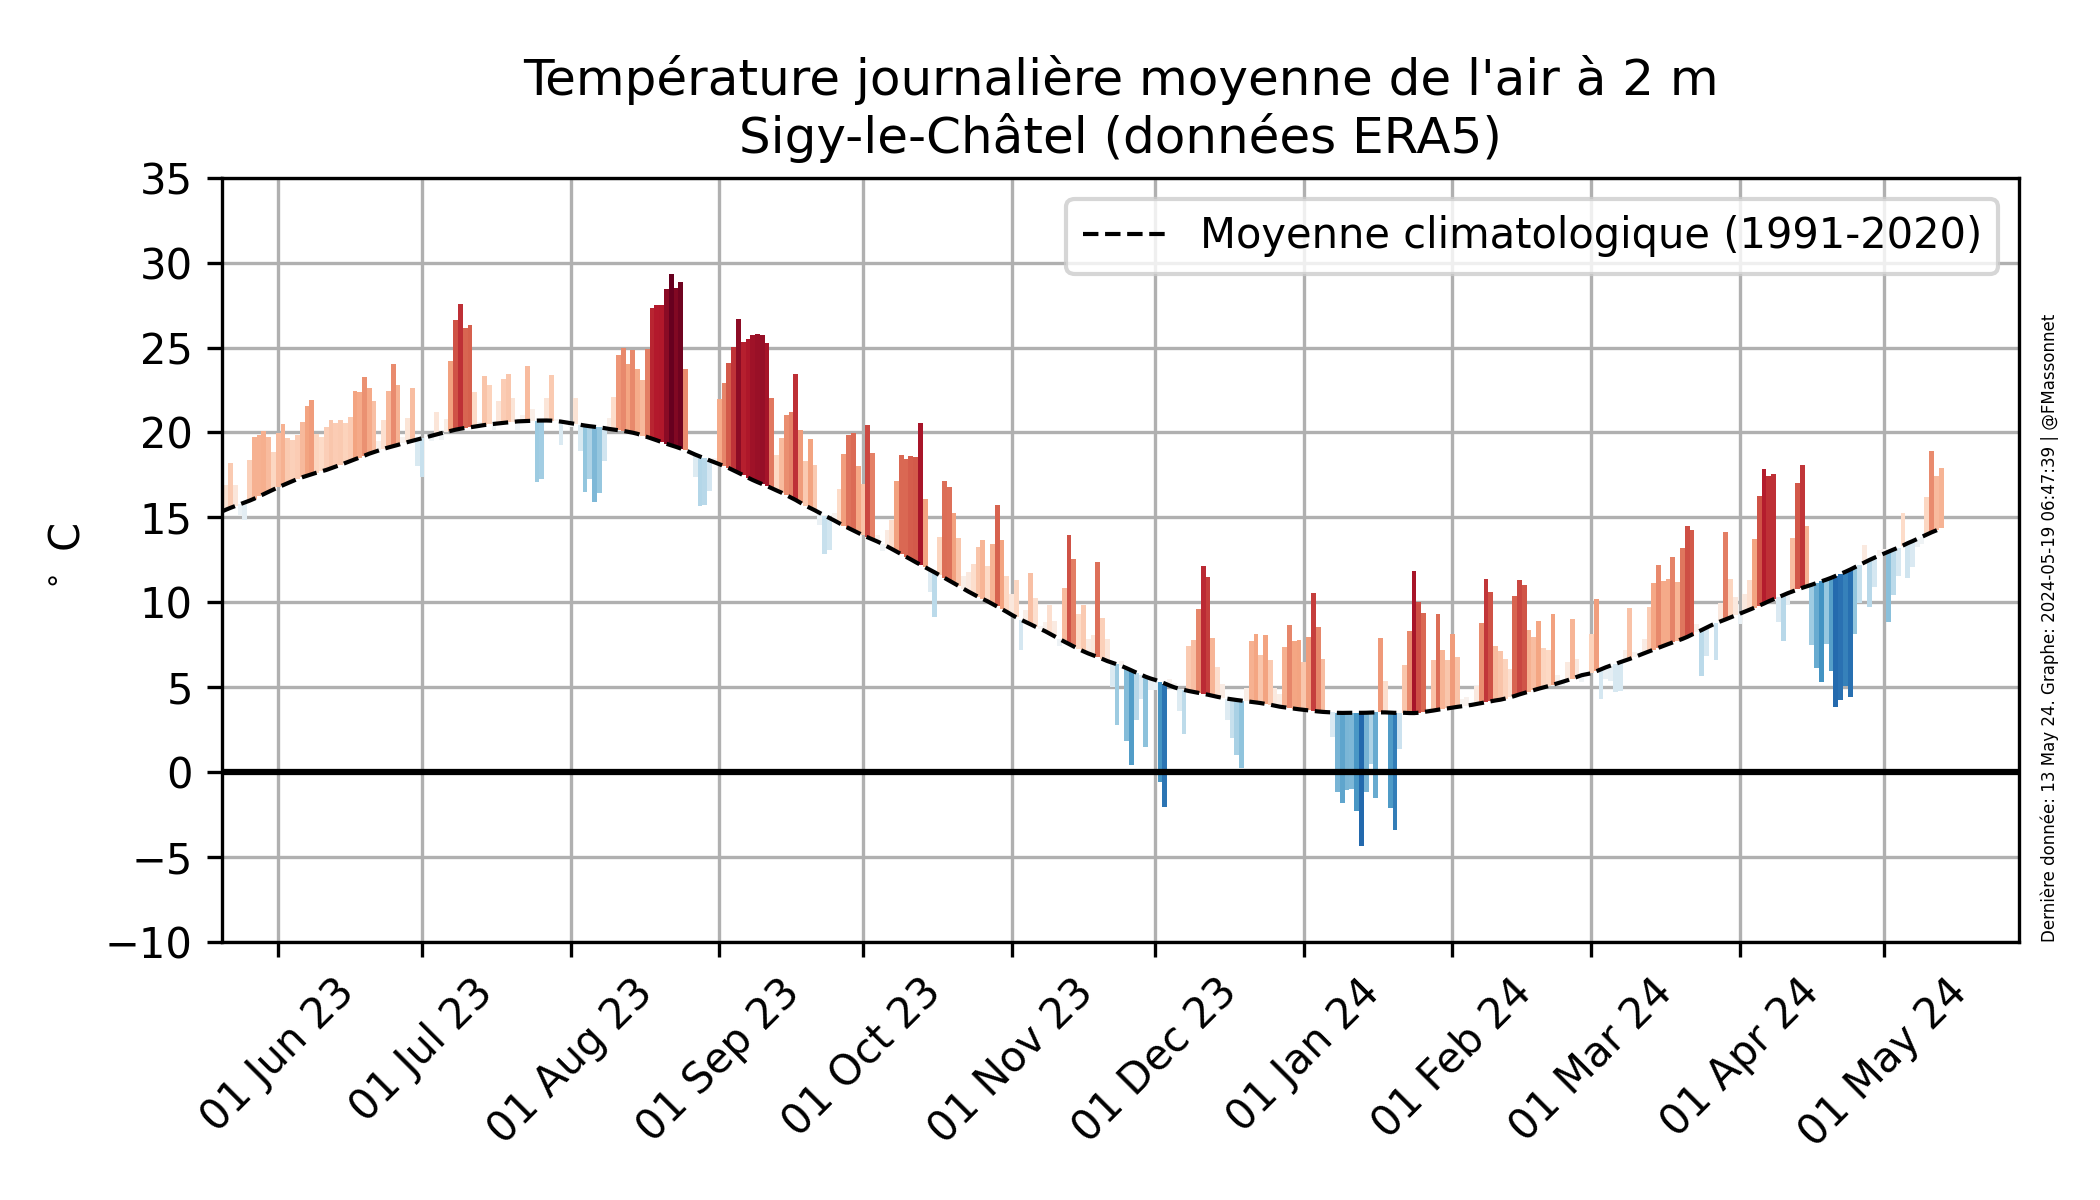 Température journalière moyenne de l'air à 2 m
Sigy-le-Châtel (données ERA5)
Moyenne climatologique (1991-2020)
35
30
25
20
15
10
5
0
−5
−10
° C
01 Jun 23
01 Jul 23
01 Aug 23
01 Sep 23
01 Oct 23
01 Nov 23
01 Dec 23
01 Jan 24
01 Feb 24
01 Mar 24
01 Apr 24
01 May 24
Dernière donnée: 13 May 24. Graphe: 2024-05-19 06:47:39 | @FMassonnet